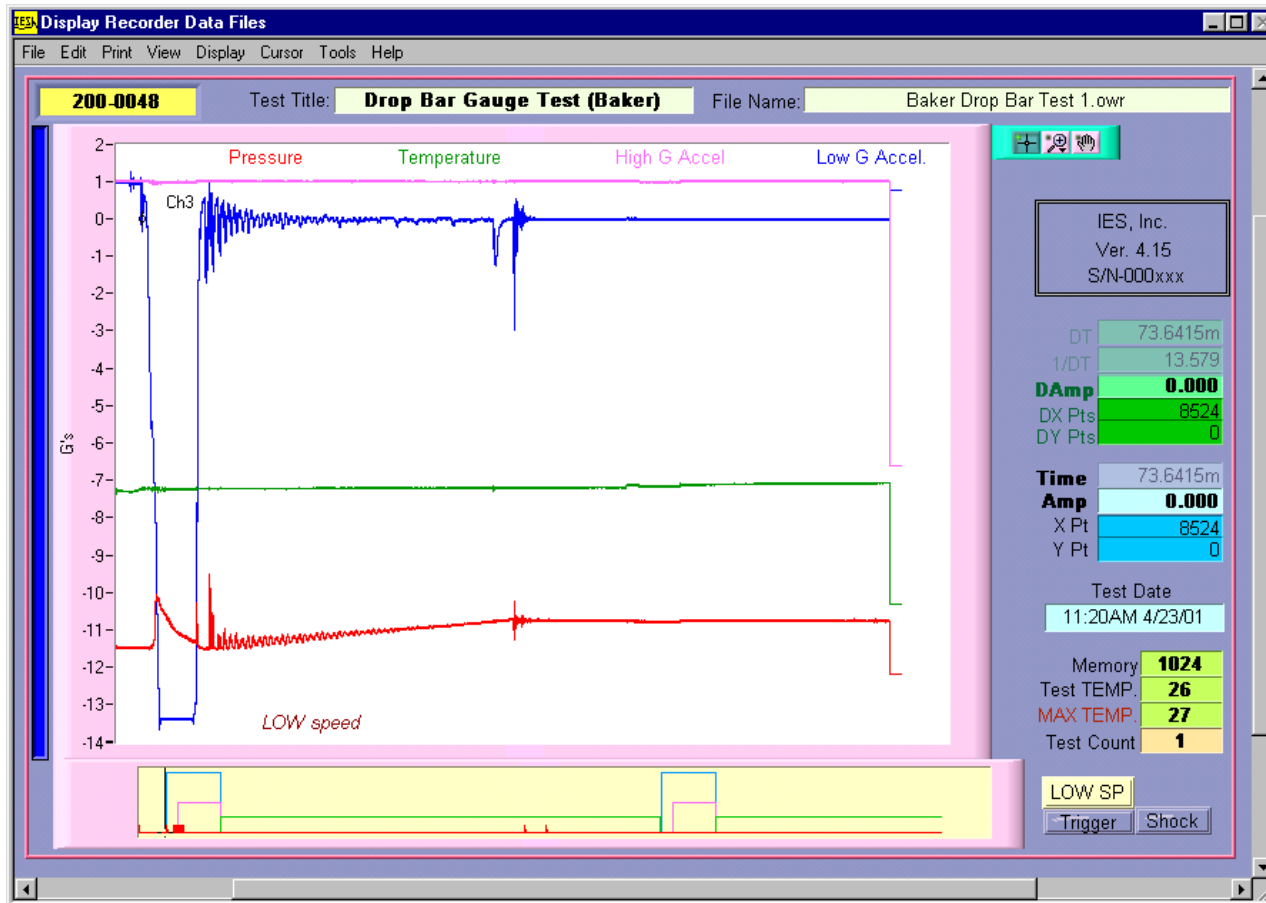 IESA Display Recorder Data Files
File Edit Print View Display Cursor Tools Help
200-0048 Test Title: Drop Bar Gauge Test (Baker) File Name: Baker Drop Bar Test 1.owr
Pressure Temperature High G Accel Low G Accel.
Ch3
2
1
0
-1
-2
-3
-4
-5
-6
-7
-8
-9
-10
-11
-12
-13
-14
G's
LOW speed
IES, Inc.
Ver. 4.15
S/N-000xxx
DT 73.6415m
1/DT 13.579
DAmp 0.000
DX Pts 8524
DY Pts 0
Time 73.6415m
Amp 0.000
X Pt 8524
Y Pt 0
Test Date
11:20AM 4/23/01
Memory 1024
Test TEMP. 26
MAX TEMP. 27
Test Count 1
LOW SP
Trigger Shock